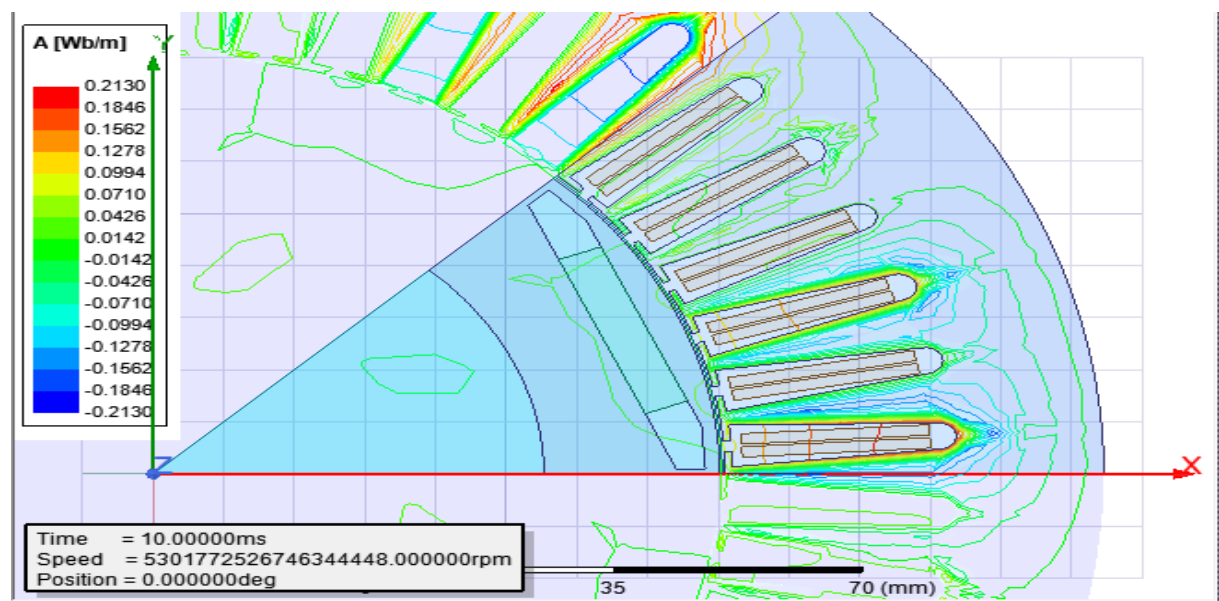 A [Wb/m]
Y
0.2130
0.1846
0.1562
0.1278
0.0994
0.0710
0.0426
0.0142
-0.0142
-0.0426
-0.0710
-0.0994
-0.1278
-0.1562
-0.1846
-0.2130
Z
X
Time = 10.00000ms
Speed = 5301772526746344448.000000rpm
Position = 0.000000deg
35 70 (mm)